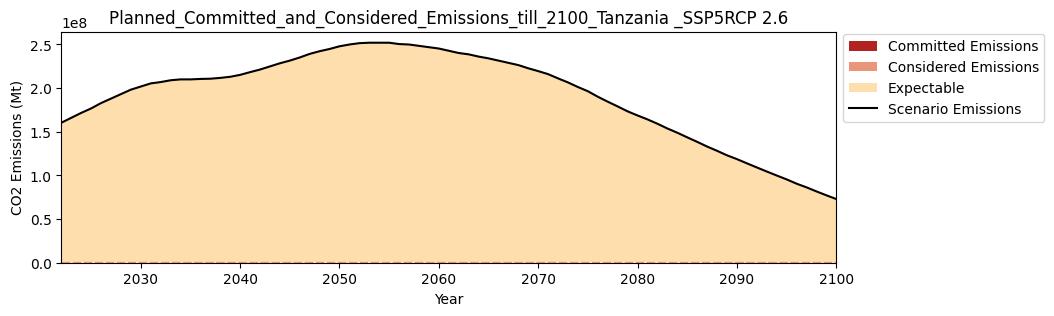 Planned_Committed_and_Considered_Emissions_till_2100_Tanzania _SSP5RCP 2.6
1e8
2.5
2.0
1.5
1.0
0.5
0.0
CO2 Emissions (Mt)
2030 2040 2050 2060 2070 2080 2090 2100
Year
Committed Emissions
Considered Emissions
Expectable
Scenario Emissions